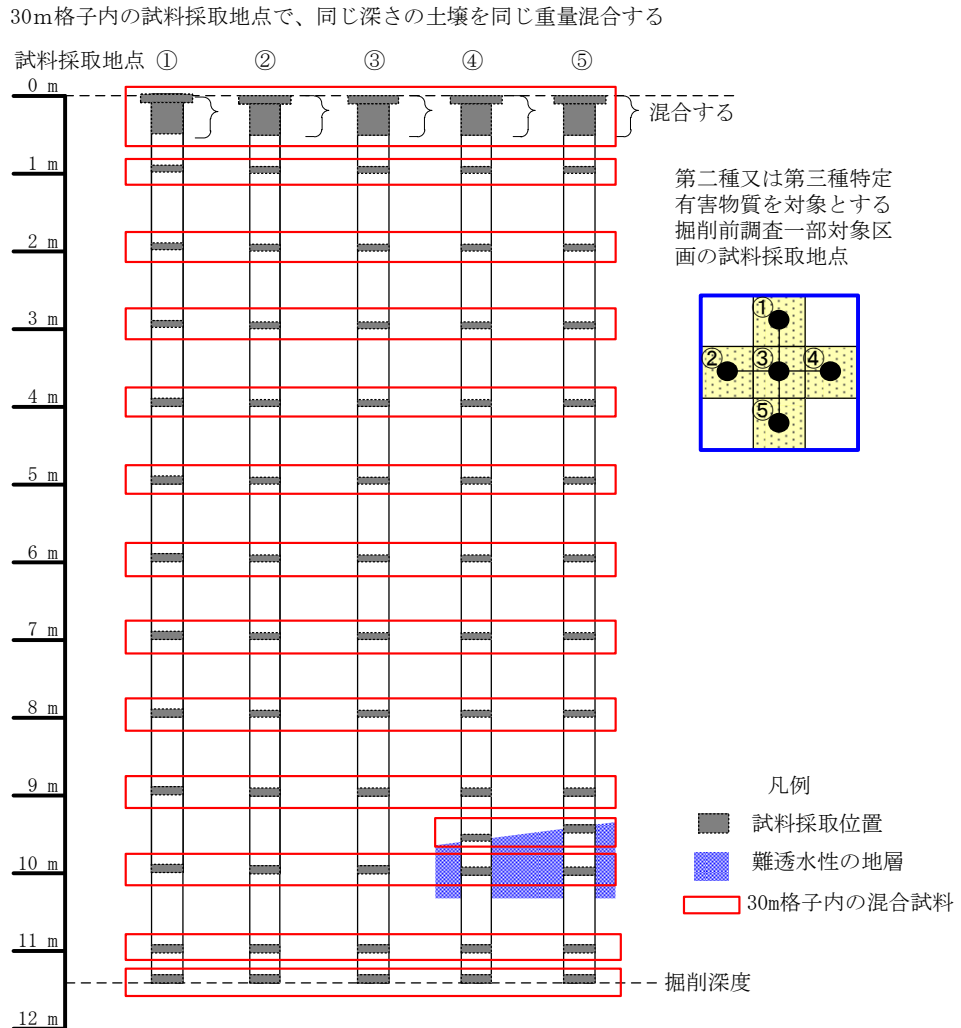 30m格子内の試料採取地点で、同じ深さの土壌を同じ重量混合する
試料採取地点 ① ② ③ ④ ⑤
0 m
混合する
1 m
第二種又は第三種特定
有害物質を対象とする
掘削前調査一部対象区
画の試料採取地点
2 m
3 m
①
② ③ ④
⑤
4 m
5 m
6 m
7 m
8 m
9 m
凡例
試料採取位置
難透水性の地層
30m格子内の混合試料
10 m
11 m
掘削深度
12 m